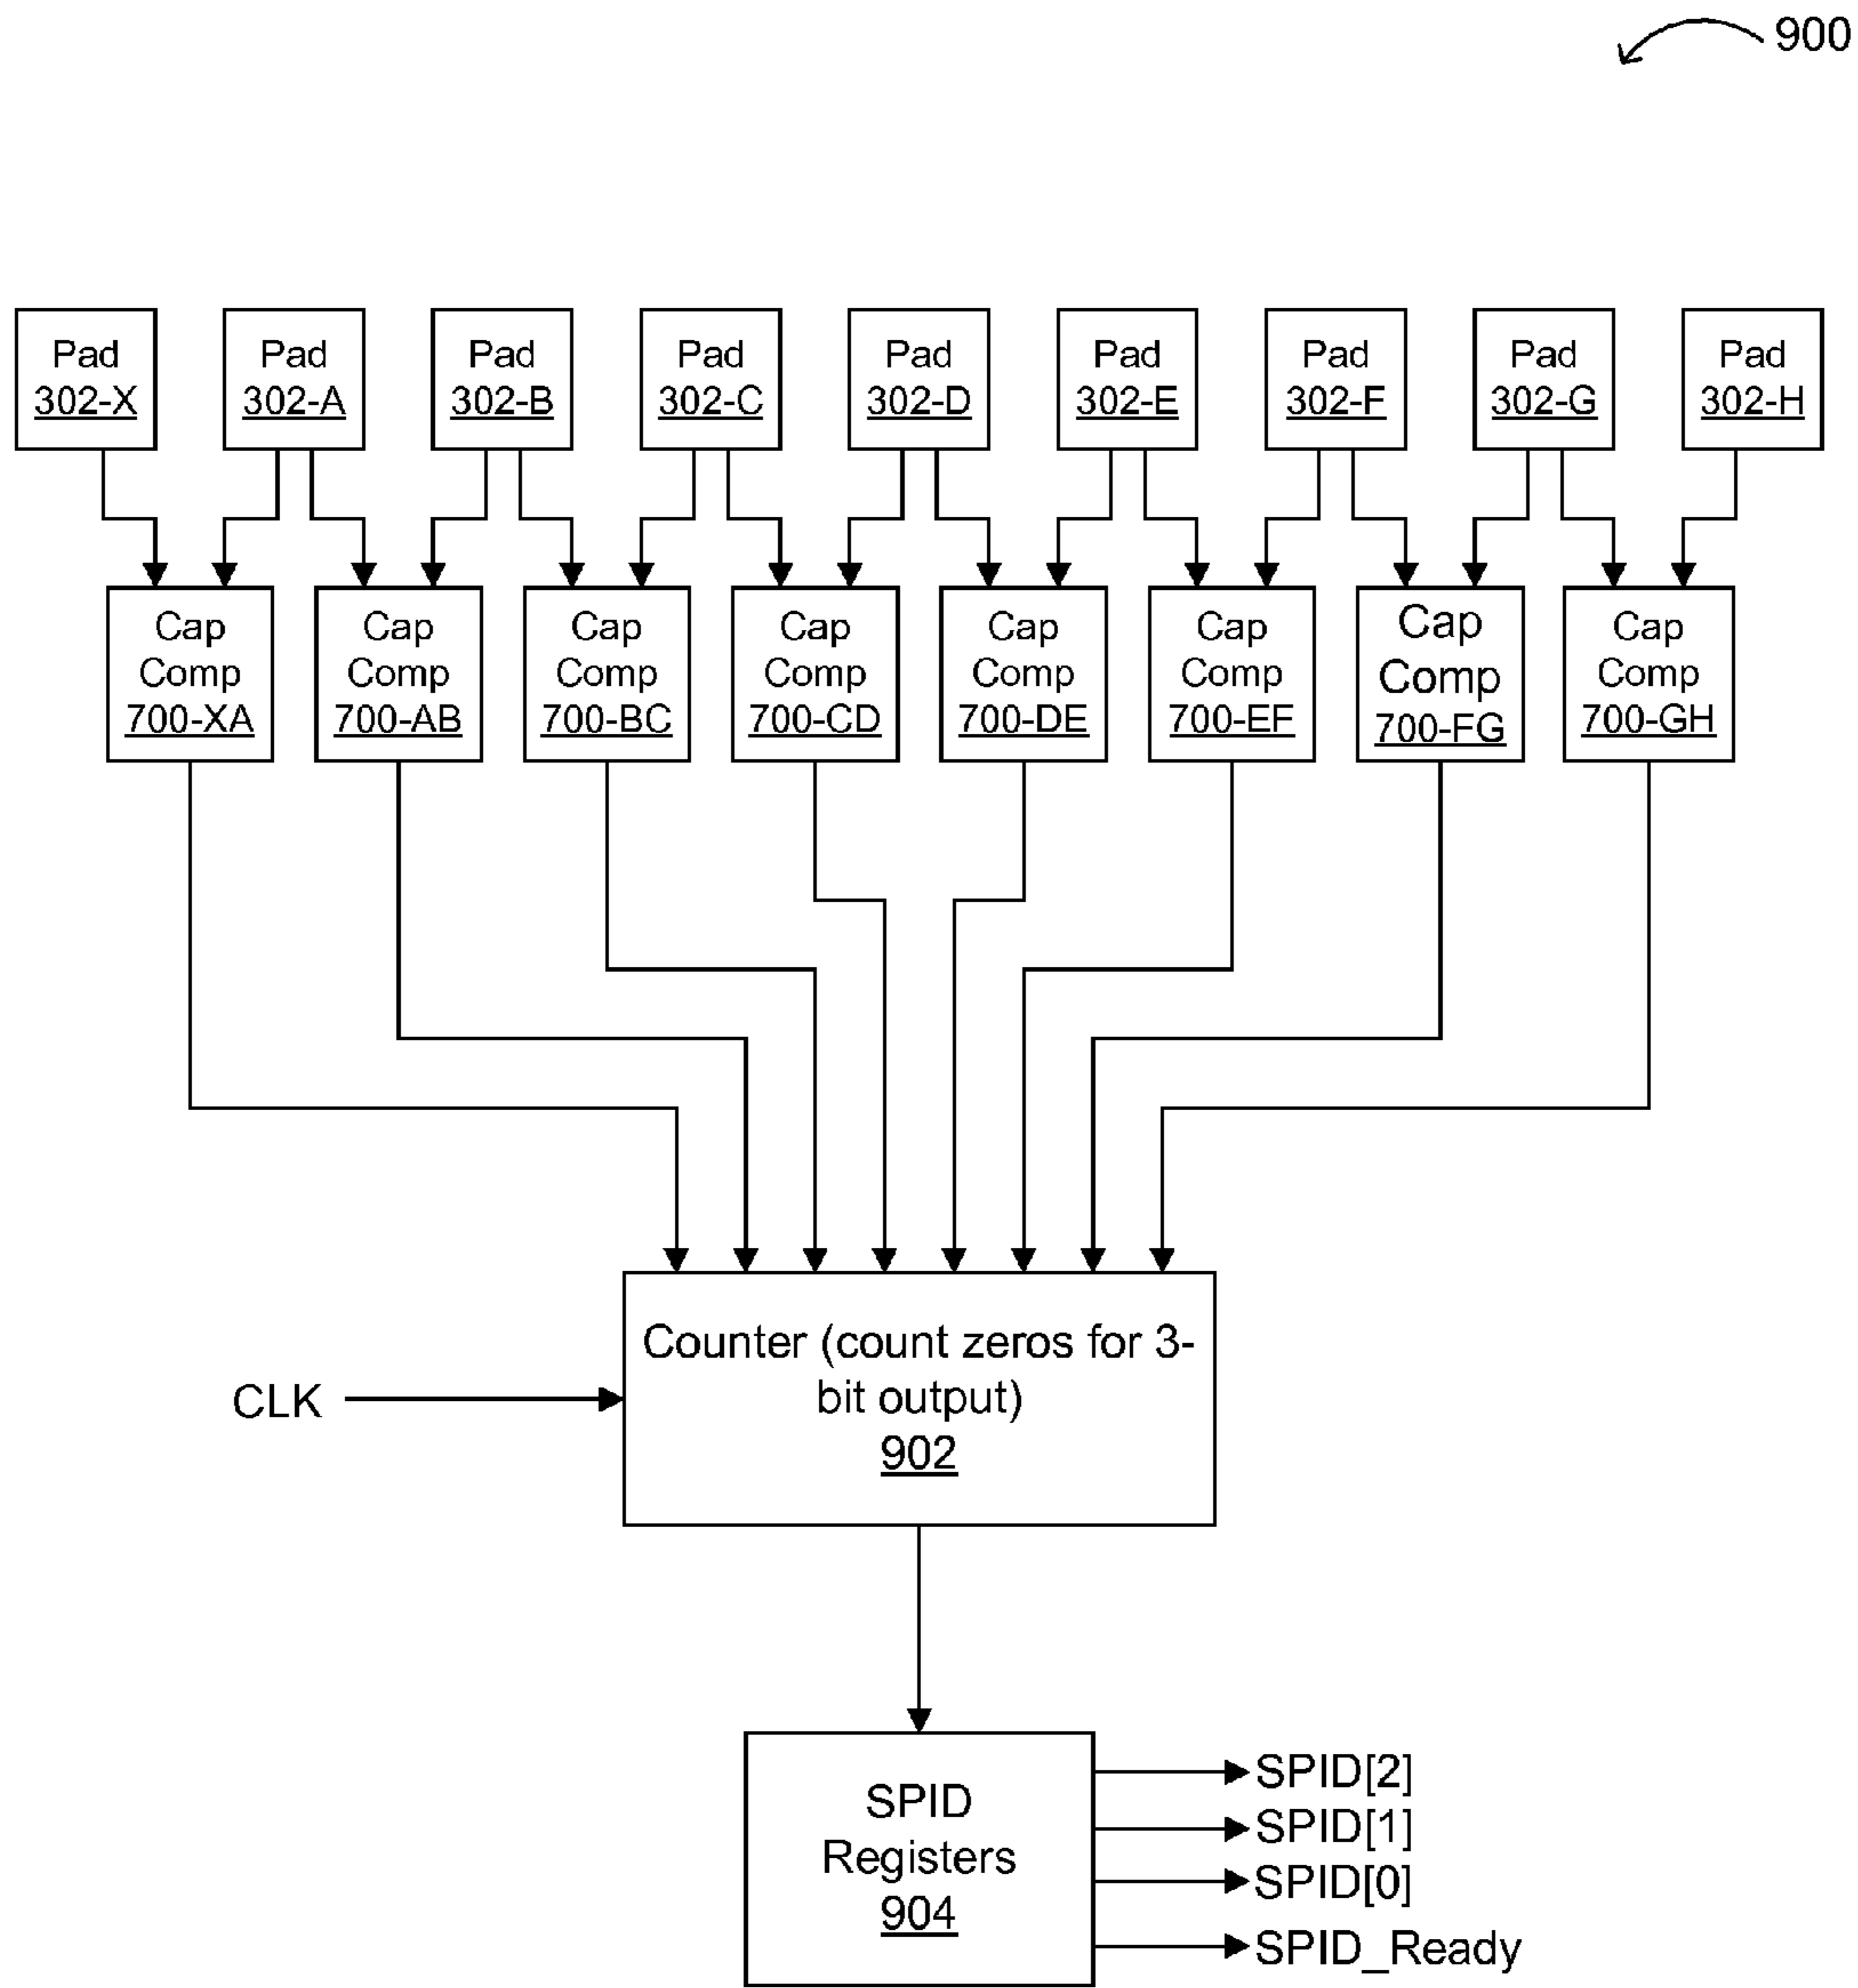 900
Pad
302-X
Pad
302-A
Pad
302-B
Pad
302-C
Pad
302-D
Pad
302-E
Pad
302-F
Pad
302-G
Pad
302-H
Cap
Comp
700-XA
Cap
Comp
700-AB
Cap
Comp
700-BC
Cap
Comp
700-CD
Cap
Comp
700-DE
Cap
Comp
700-EF
Cap
Comp
700-FG
Cap
Comp
700-GH
CLK
Counter (count zeros for 3-
bit output)
902
SPID
Registers
904
SPID[2]
SPID[1]
SPID[0]
SPID_Ready